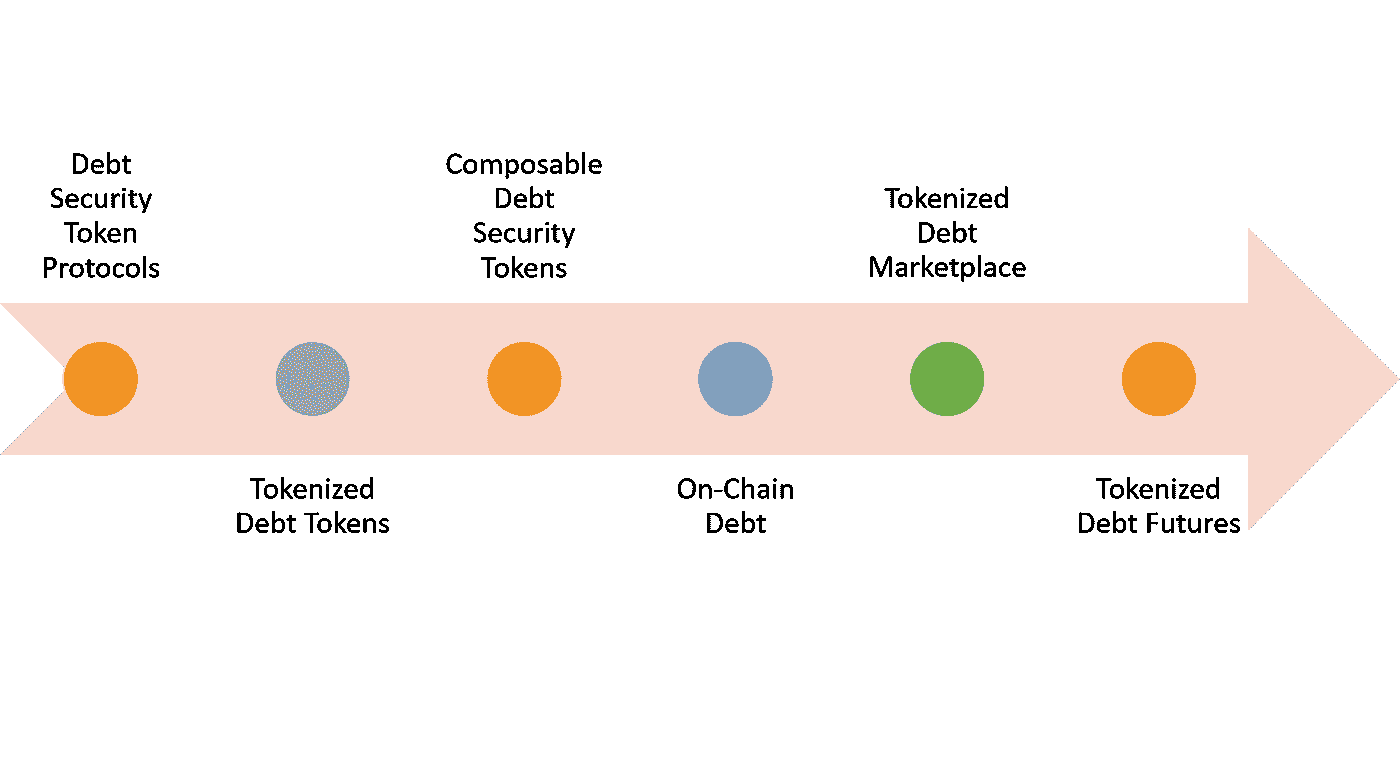 Debt
Security
Token
Protocols
Tokenized
Debt Tokens
Composable
Debt
Security
Tokens
On-Chain
Debt
Tokenized
Debt
Marketplace
Tokenized
Debt Futures